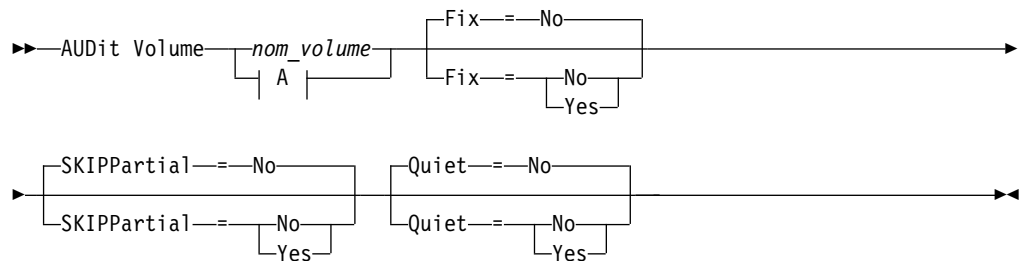 Fix = No
AUDit Volume nom_volume
A
Fix = No
Yes
SKIPPartial = No
Quiet = No
SKIPPartial = No
Yes
Quiet = No
Yes